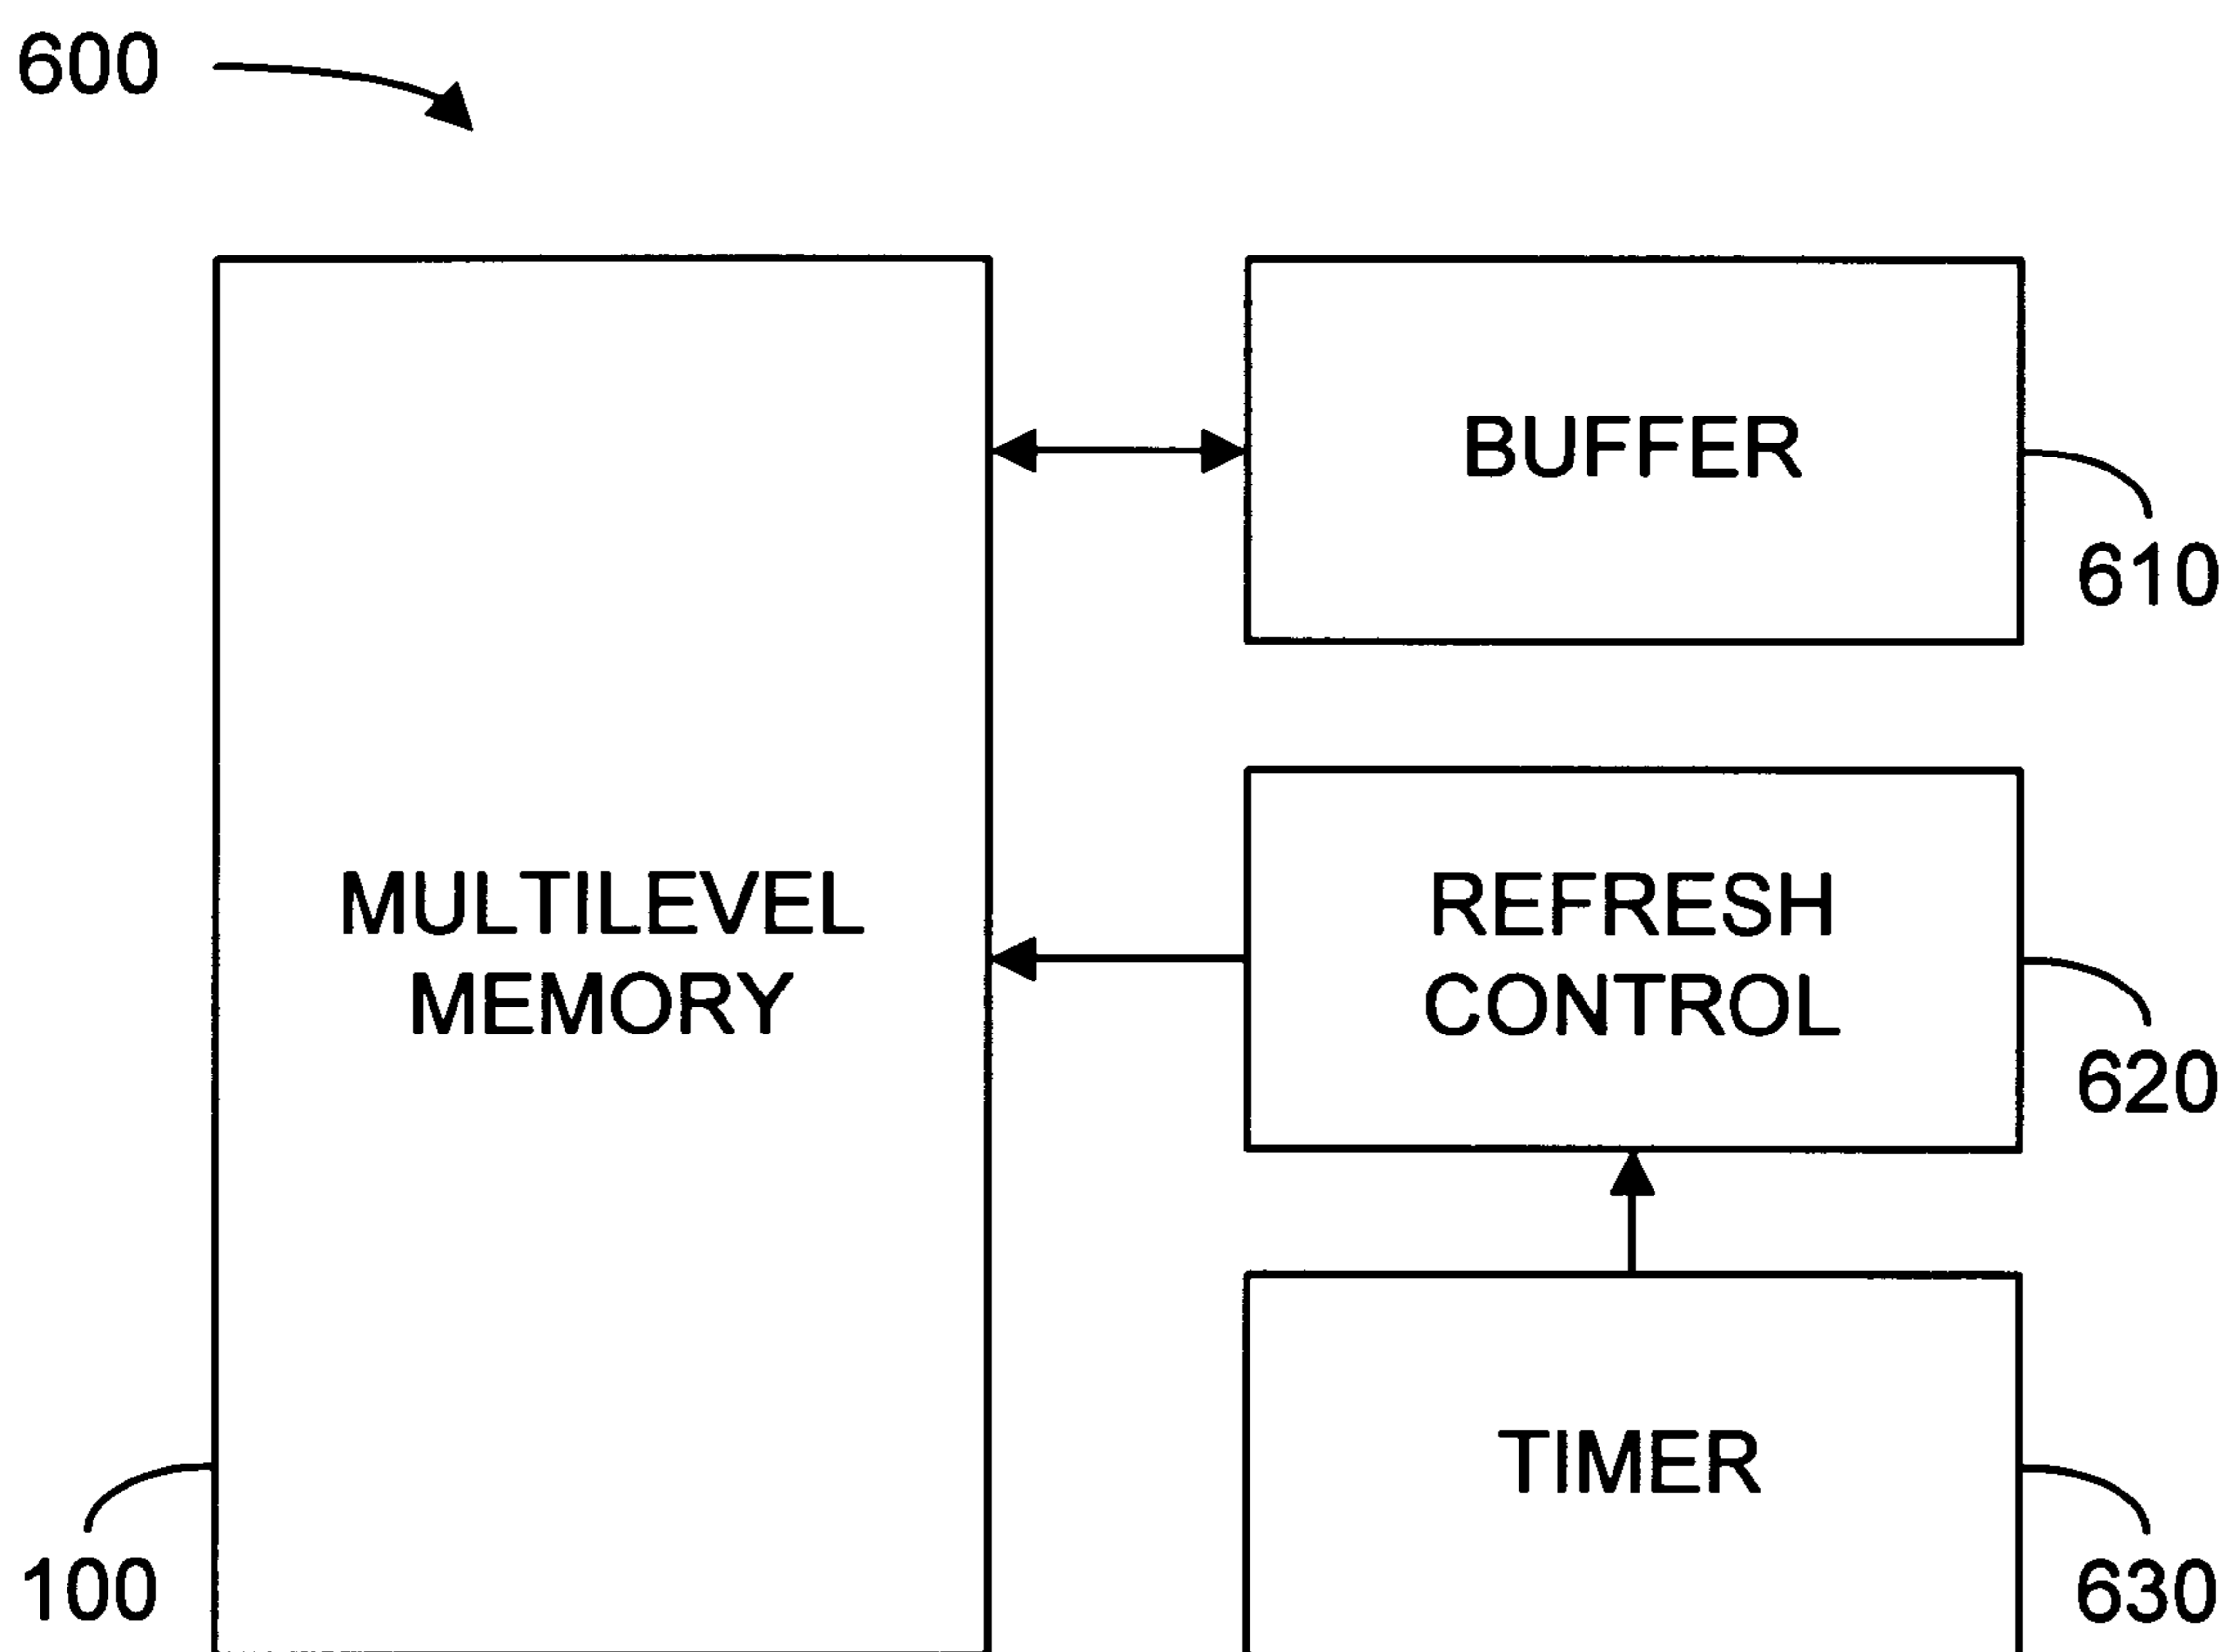 600
BUFFER
610
MULTILEVEL
MEMORY
REFRESH
CONTROL
620
TIMER
100
630